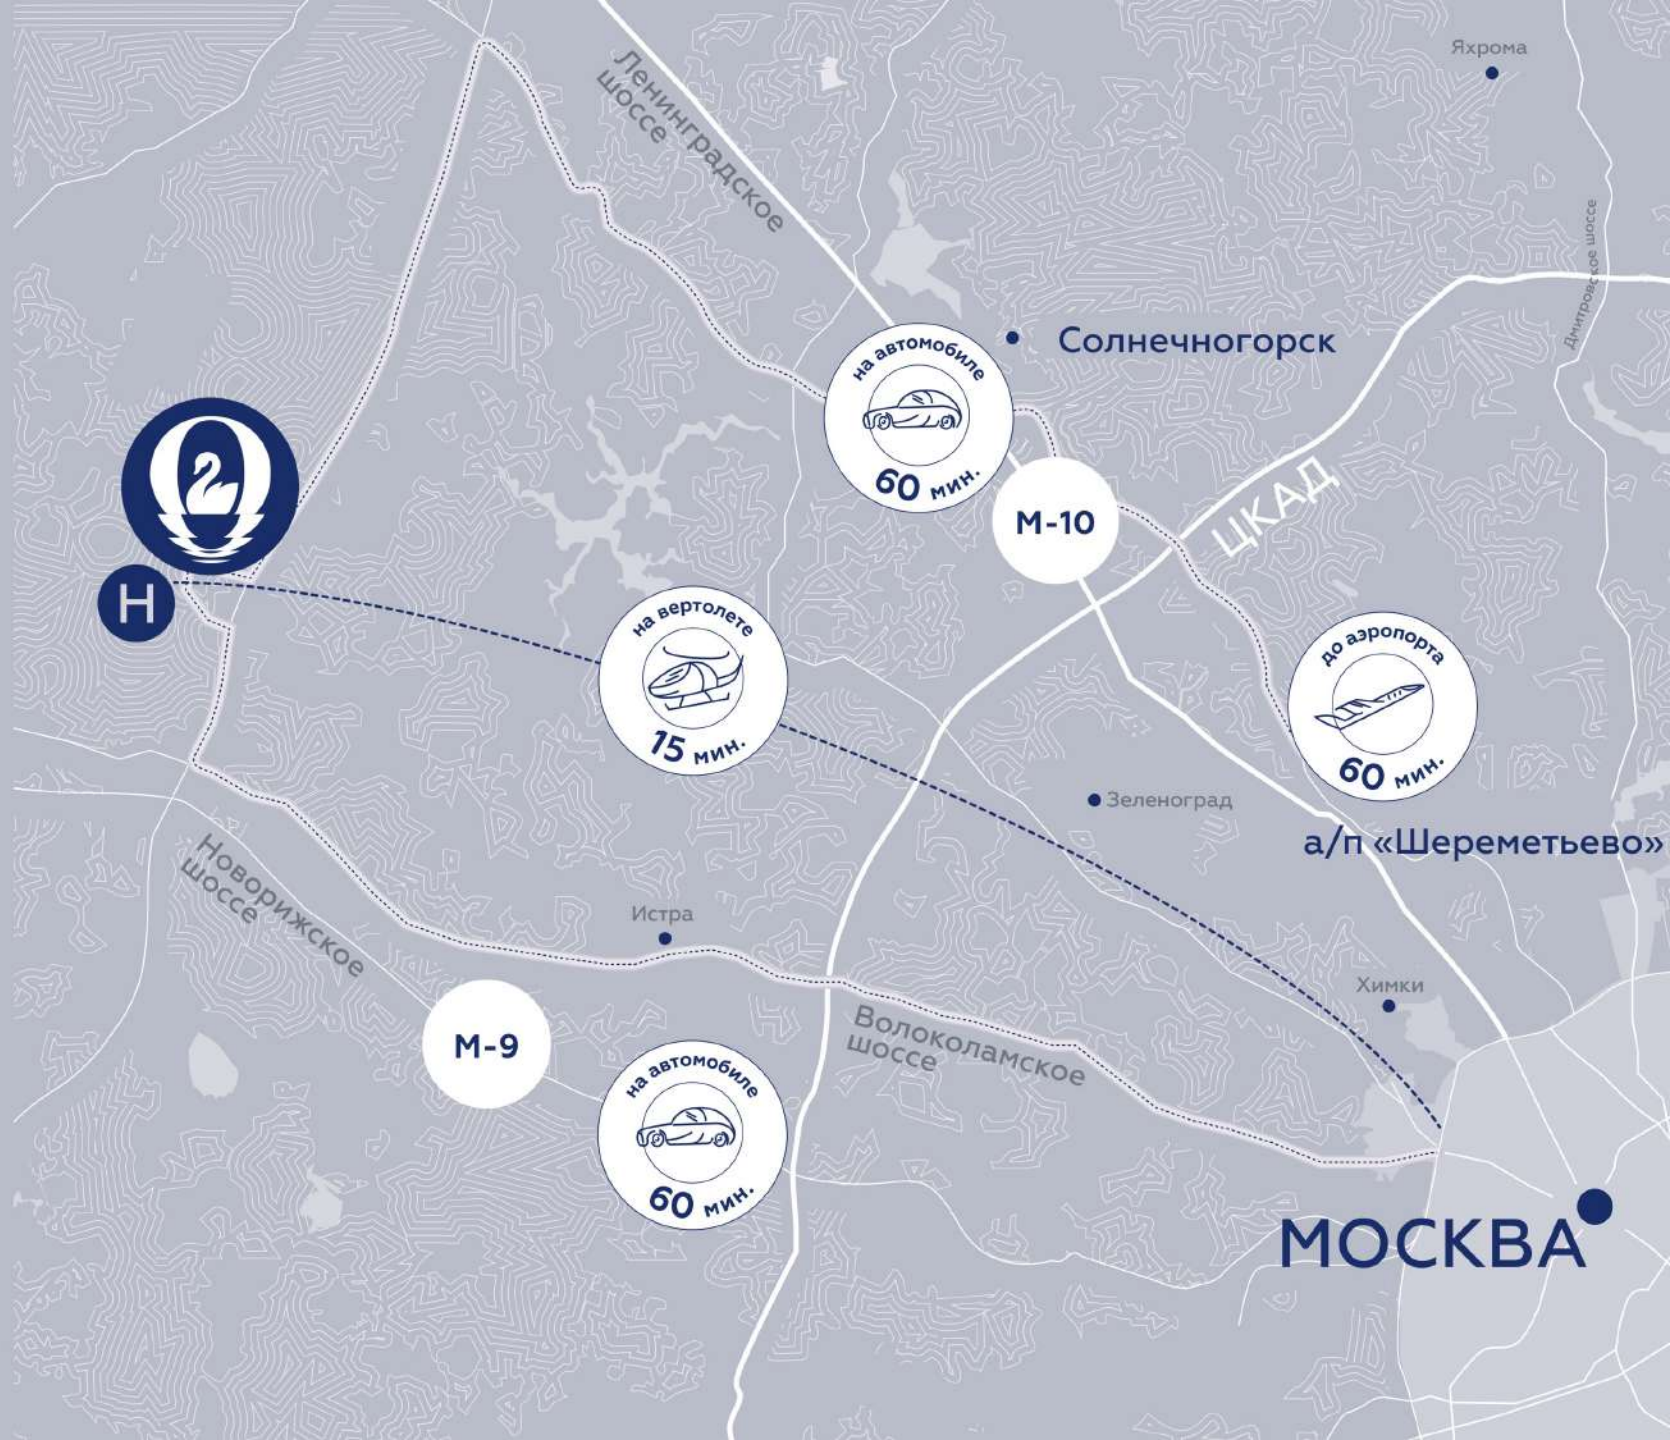 Яхрома
Ленинградское
шоссе
Дмитровское шоссе
Солнечногорск
на автомобиле
60 мин.
М-10
ЦКАД
H
на вертолете
15 мин.
до аэропорта
60 мин.
Зеленоград
а/п «Шереметьево»
Новорижское
шоссе
Истра
Химки
М-9
Волоколамское
шоссе
на автомобиле
60 мин.
МОСКВА